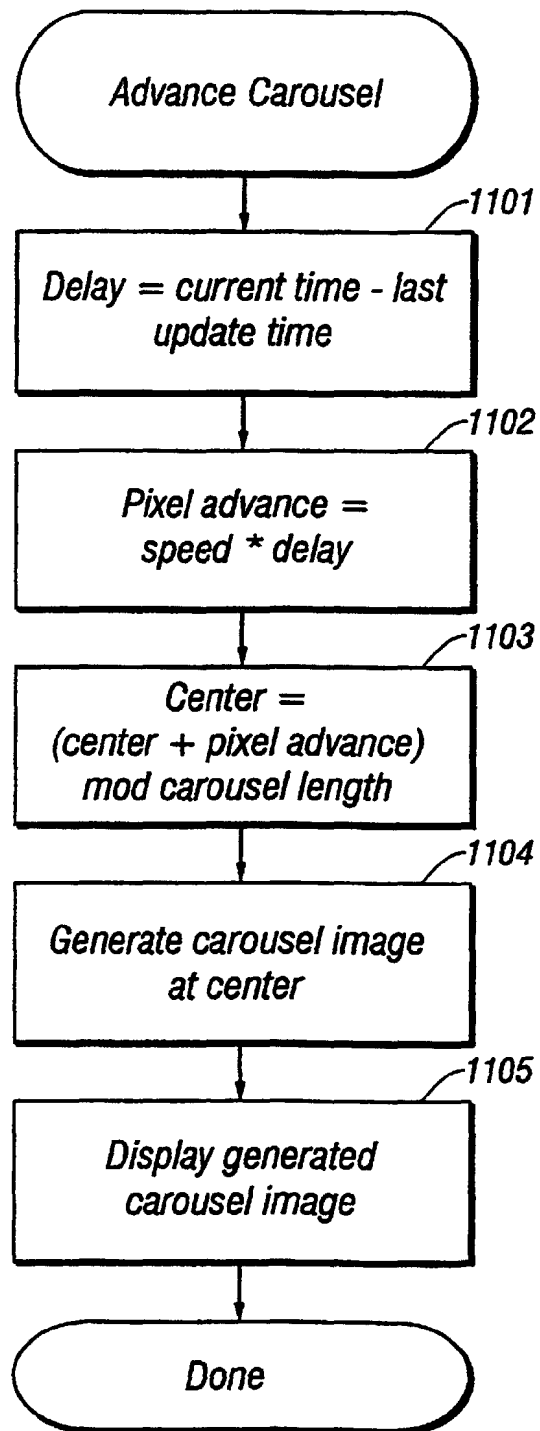 Advance Carousel
1101
Delay = current time - last
update time
1102
Pixel advance =
speed * delay
1103
Center =
(center + pixel advance)
mod carousel length
1104
Generate carousel image
at center
1105
Display generated
carousel image
Done